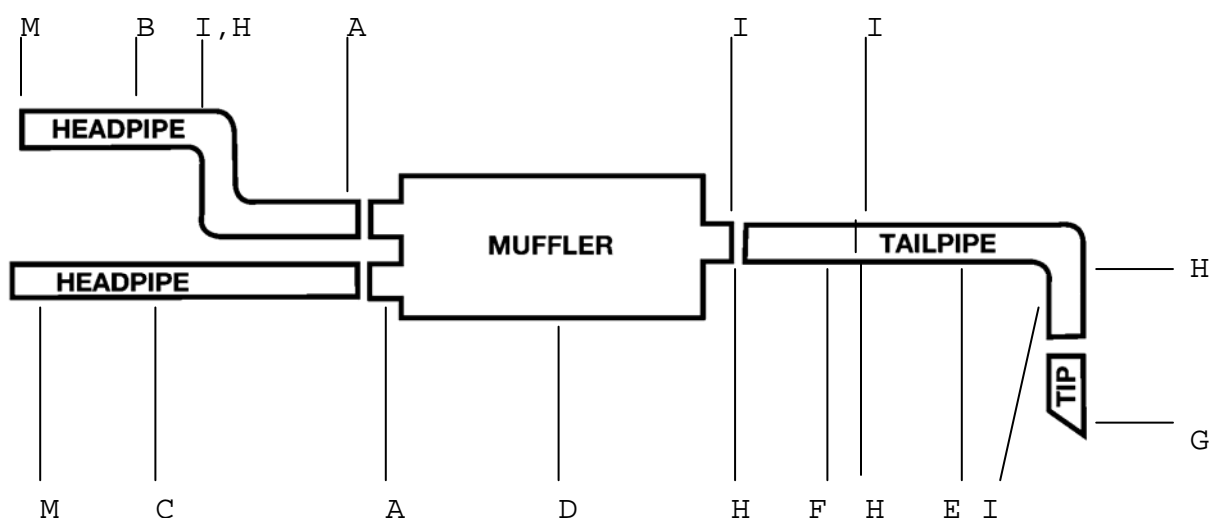 M B I,H A I I
HEADPIPE
MUFFLER TAILPIPE
H
HEADPIPE
TIP
G
M C A D H F H E I